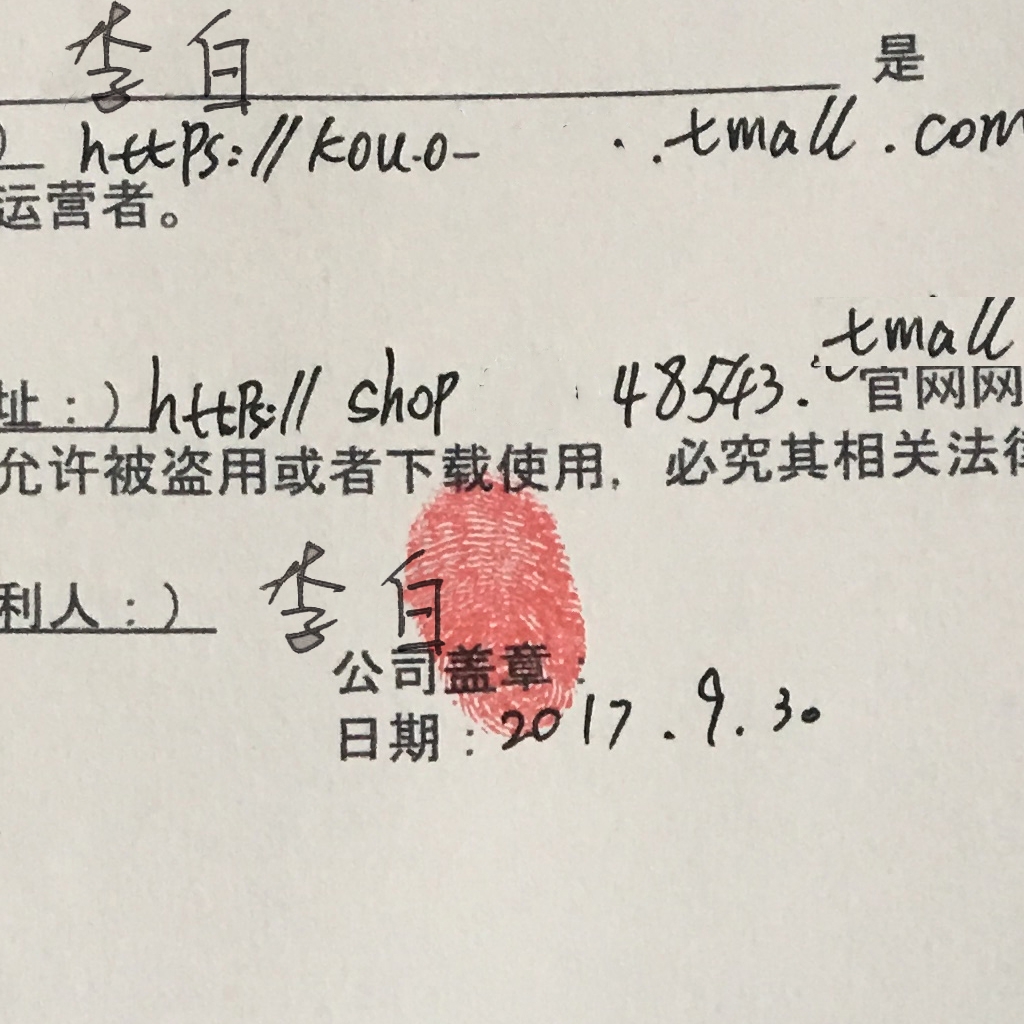 李白 是
https://kou.o- ..tmall.com
运营者。
tmall
址:)https:// shop 48543. 官网网
允许被盗用或者下载使用. 必究其相关法律
利人:) 李白
公司盖章:
日期:2017.9.30